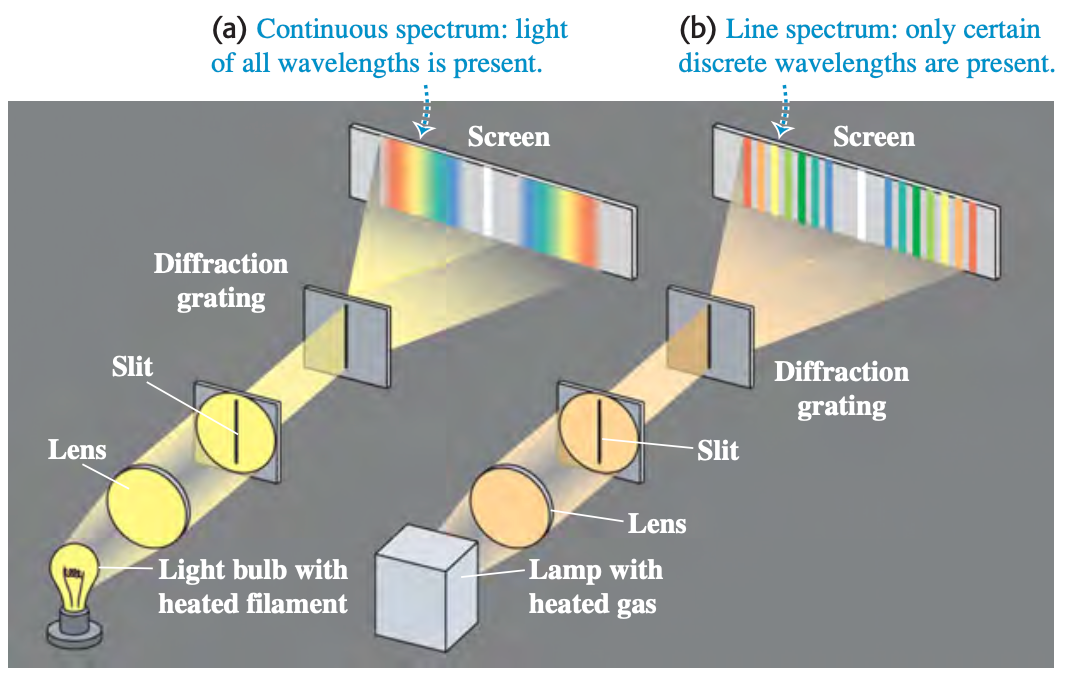 (a) Continuous spectrum: light
of all wavelengths is present.
(b) Line spectrum: only certain
discrete wavelengths are present.
Screen
Diffraction
grating
Slit
Lens
Light bulb with
heated filament
Screen
Diffraction
grating
Slit
Lens
Lamp with
heated gas